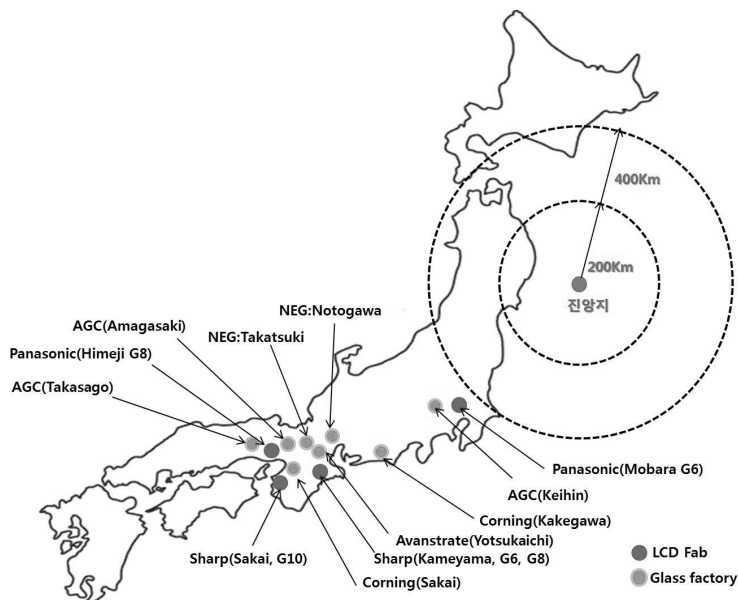 400Km
200Km
진앙지
NEG:Notogawa
AGC(Amagasaki)
NEG:Takatsuki
Panasonic(Himeji G8)
AGC(Takasago)
Panasonic(Mobara G6)
AGC(Keihin)
Corning(Kakegawa)
Avanstrate(Yotsukaichi)
Sharp(Sakai, G10)
Sharp(Kameyama, G6, G8)
Corning(Sakai)
LCD Fab
Glass factory